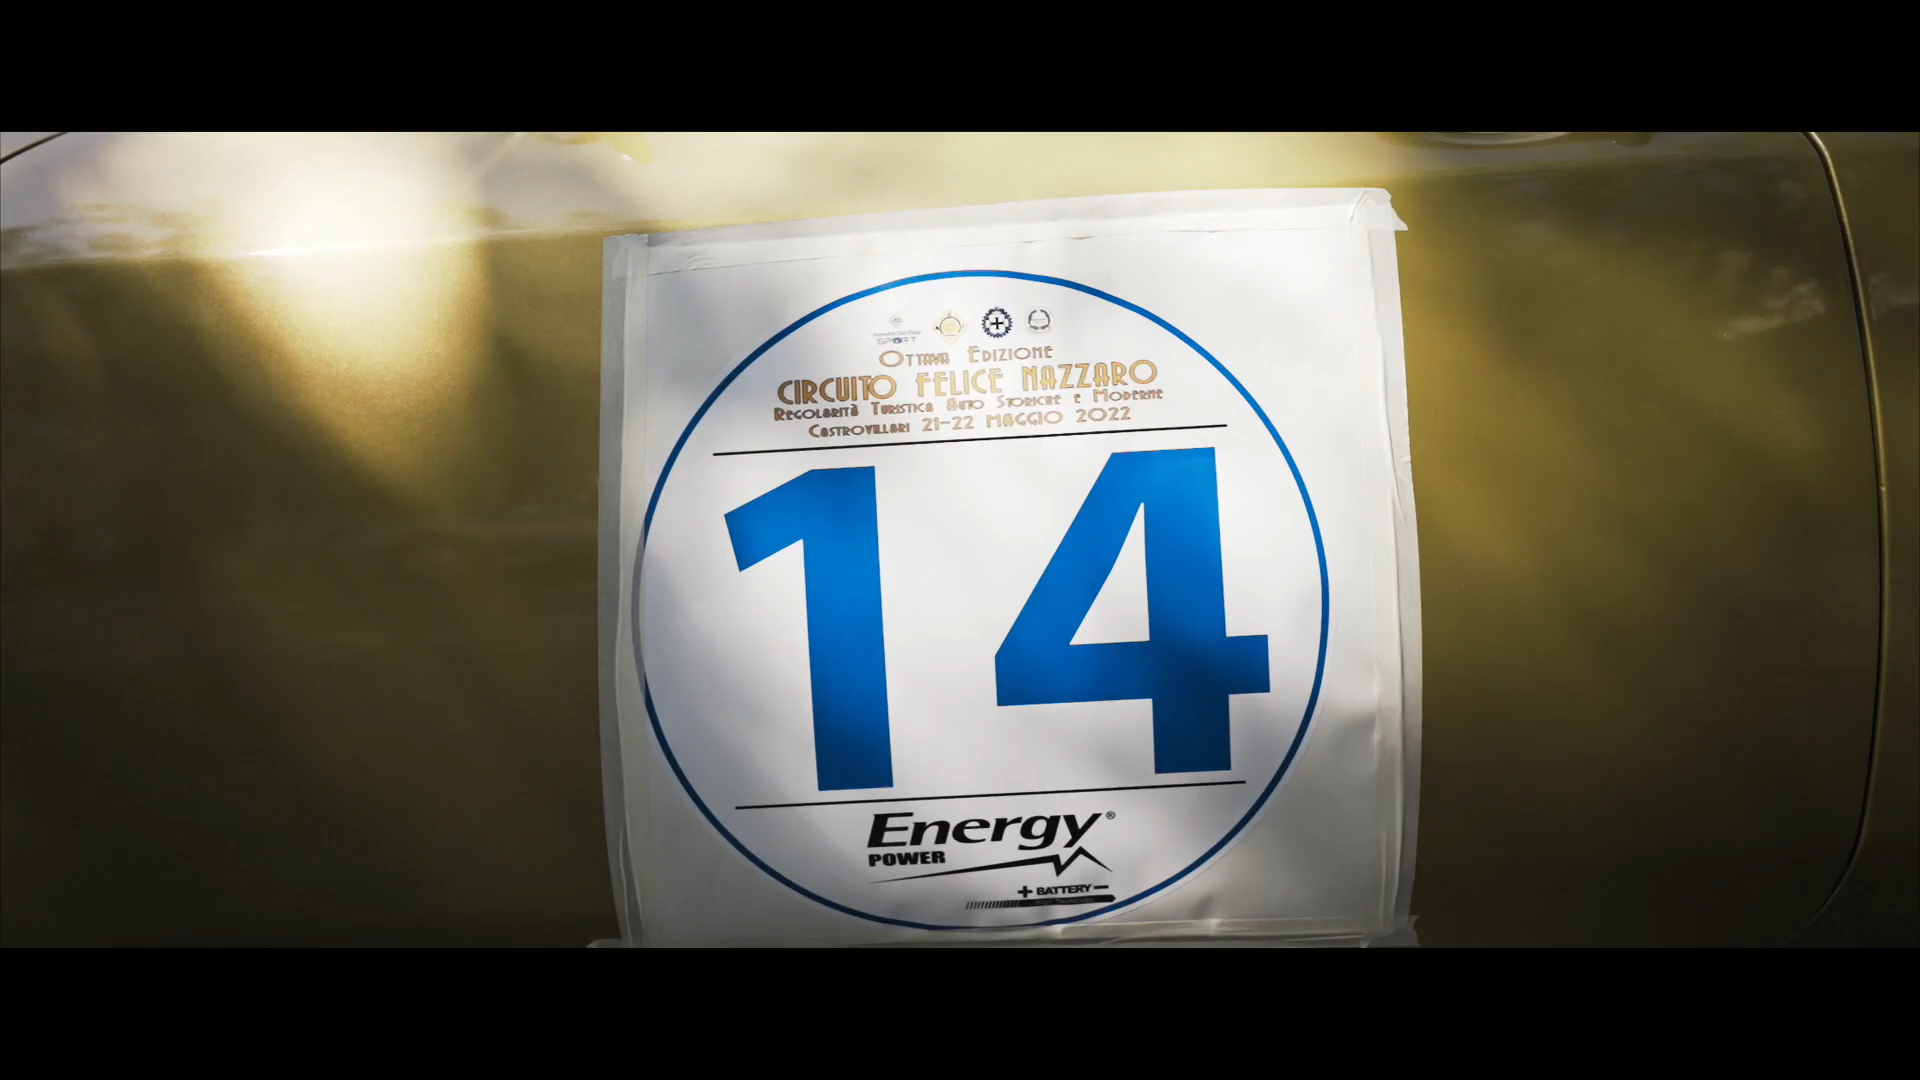 SPORT
OTTAVA EDIZIONE
CIRCUITO FELICE NAZZARO
REGOLARITÀ TURISTICA AUTO STORICHE E MODERNE
CASTROVILLARI 21-22 MAGGIO 2022
14
Energy®
POWER
+ BATTERY −